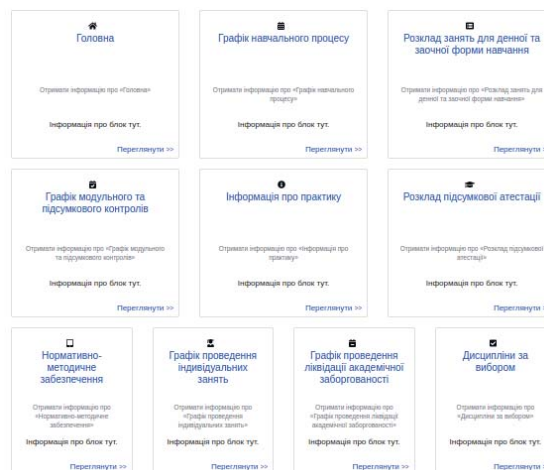 Головна
Отримати інформацію про «Головна»
Інформація про блок тут.
Переглянути >>
Графік навчального процесу
Отримати інформацію про «Графік навчального
процесу»
Інформація про блок тут.
Переглянути >>
Розклад занять для денної та
заочної форми навчання
Отримати інформацію про «Розклад занять для
денної та заочної форми навчання»
Інформація про блок тут.
Переглянути
Графік модульного та
підсумкового контролів
Отримати інформацію про «Графік модульного
та підсумкового контролів»
Інформація про блок тут.
Переглянути >>
Інформація про практику
Отримати інформацію про «Інформація про
практику»
Інформація про блок тут.
Переглянути >>
Розклад підсумкової атестації
Отримати інформацію про «Розклад підсумкової
атестації»
Інформація про блок тут.
Переглянути
Нормативно-
методичне
забезпечення
Отримати інформацію про
«Нормативно-методичне
забезпечення»
Інформація про блок тут.
Переглянути >>
Графік проведення
індивідуальних
занять
Отримати інформацію про
«Графік проведення
індивідуальних занять»
Інформація про блок тут.
Переглянути >>
Графік проведення
ліквідації академічної
заборгованості
Отримати інформацію про
«Графік проведення ліквідації
академічної заборгованості»
Інформація про блок тут.
Переглянути >>
Дисципліни за
вибором
Отримати інформацію про
«Дисципліни за вибором»
Інформація про блок тут.
Переглянути >>